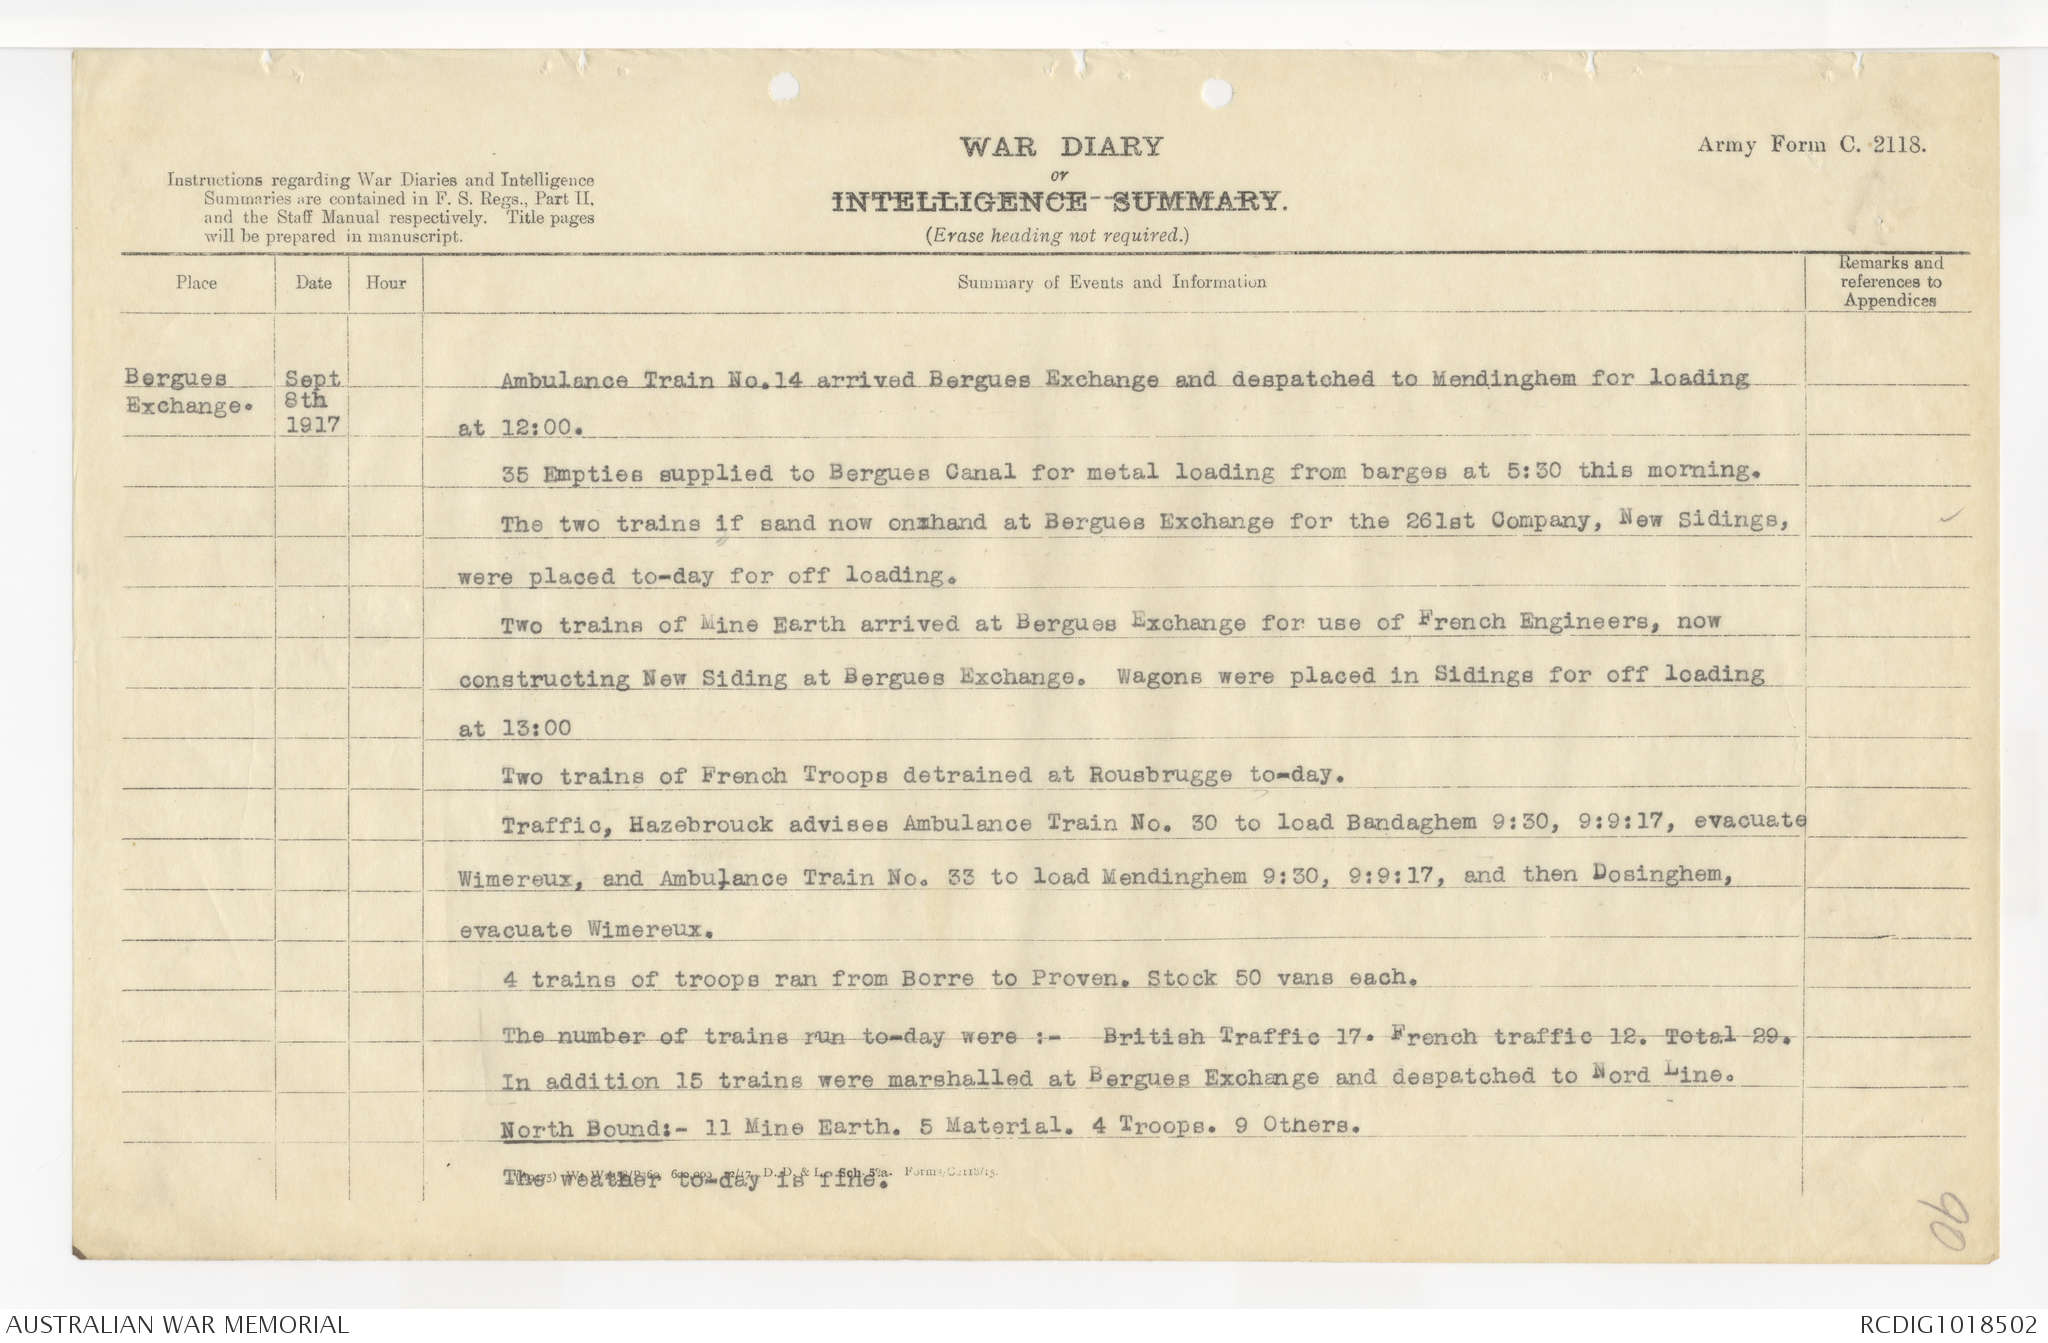 WAR DIARY
or
INTELLIGENCE SUMMARY.
(Erase heading not required.)
Army Form C. 2118.
Instructions regarding War Diaries and Intelligence
Summaries are contained in F. S. Regs., Part II.
and the Staff Manual respectively. Title pages
will be prepared in manuscript.
Place
Date
Hour
Summary of Events and Information
Remarks and
references to
Appendices
Bergues
Exchange.
Sept
8th
1917
Ambulance Train No.14 arrived Bergues Exchange and despatched to Mendinghem for loading
at 12:00.
35 Empties supplied to Bergues Canal for metal loading from barges at 5:30 this morning.
The two trains if sand now onxhand at Bergues Exchange for the 261st Company, New Sidings,
were placed to-day for off loading.
Two trains of Mine Earth arrived at Bergues Exchange for use of French Engineers, now
constructing New Siding at Bergues Exchange. Wagons were placed in Sidings for off loading
at 13:00
Two trains of French Troops detrained at Rousbrugge to-day.
Traffic, Hazebrouck advises Ambulance Train No. 30 to load Bandaghem 9:30, 9:9:17, evacuate
Wimereux, and Ambulance Train No. 33 to load Mendinghem 9:30, 9:9:17, and then Dosinghem,
evacuate Wimereux.
4 trains of troops ran from Borre to Proven. Stock 50 vans each.
The number of trains run to-day were :- British Traffic 17. French traffic 12. Total 29.
In addition 15 trains were marshalled at Bergues Exchange and despatched to Nord Line.
North Bound:- 11 Mine Earth. 5 Material. 4 Troops. 9 Others.
The weather to-day is fine.
D. D. & L. Sch. 52a.
90
AUSTRALIAN WAR MEMORIAL
RCDIG1018502